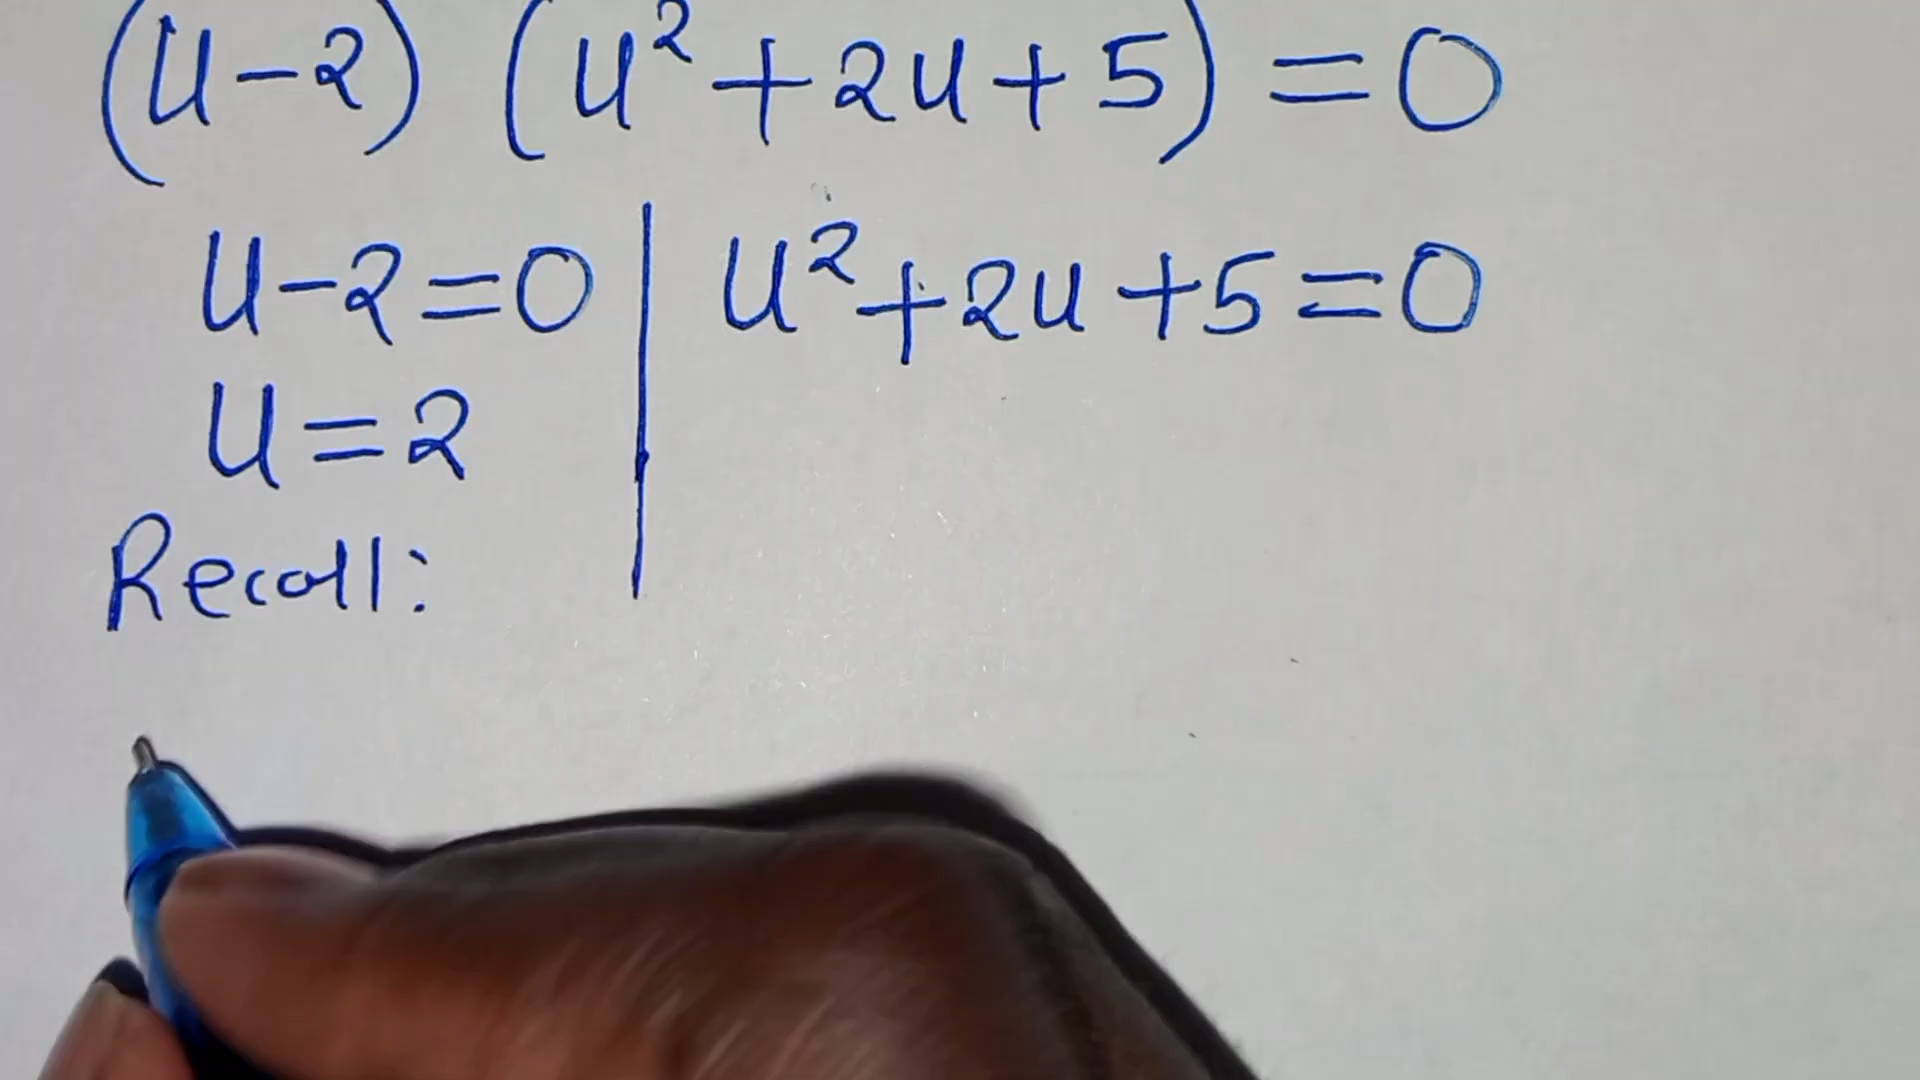 (u-2) (u²+2u+5)=0
u-2=0 | u²+2u+5=0
u=2
Recall: